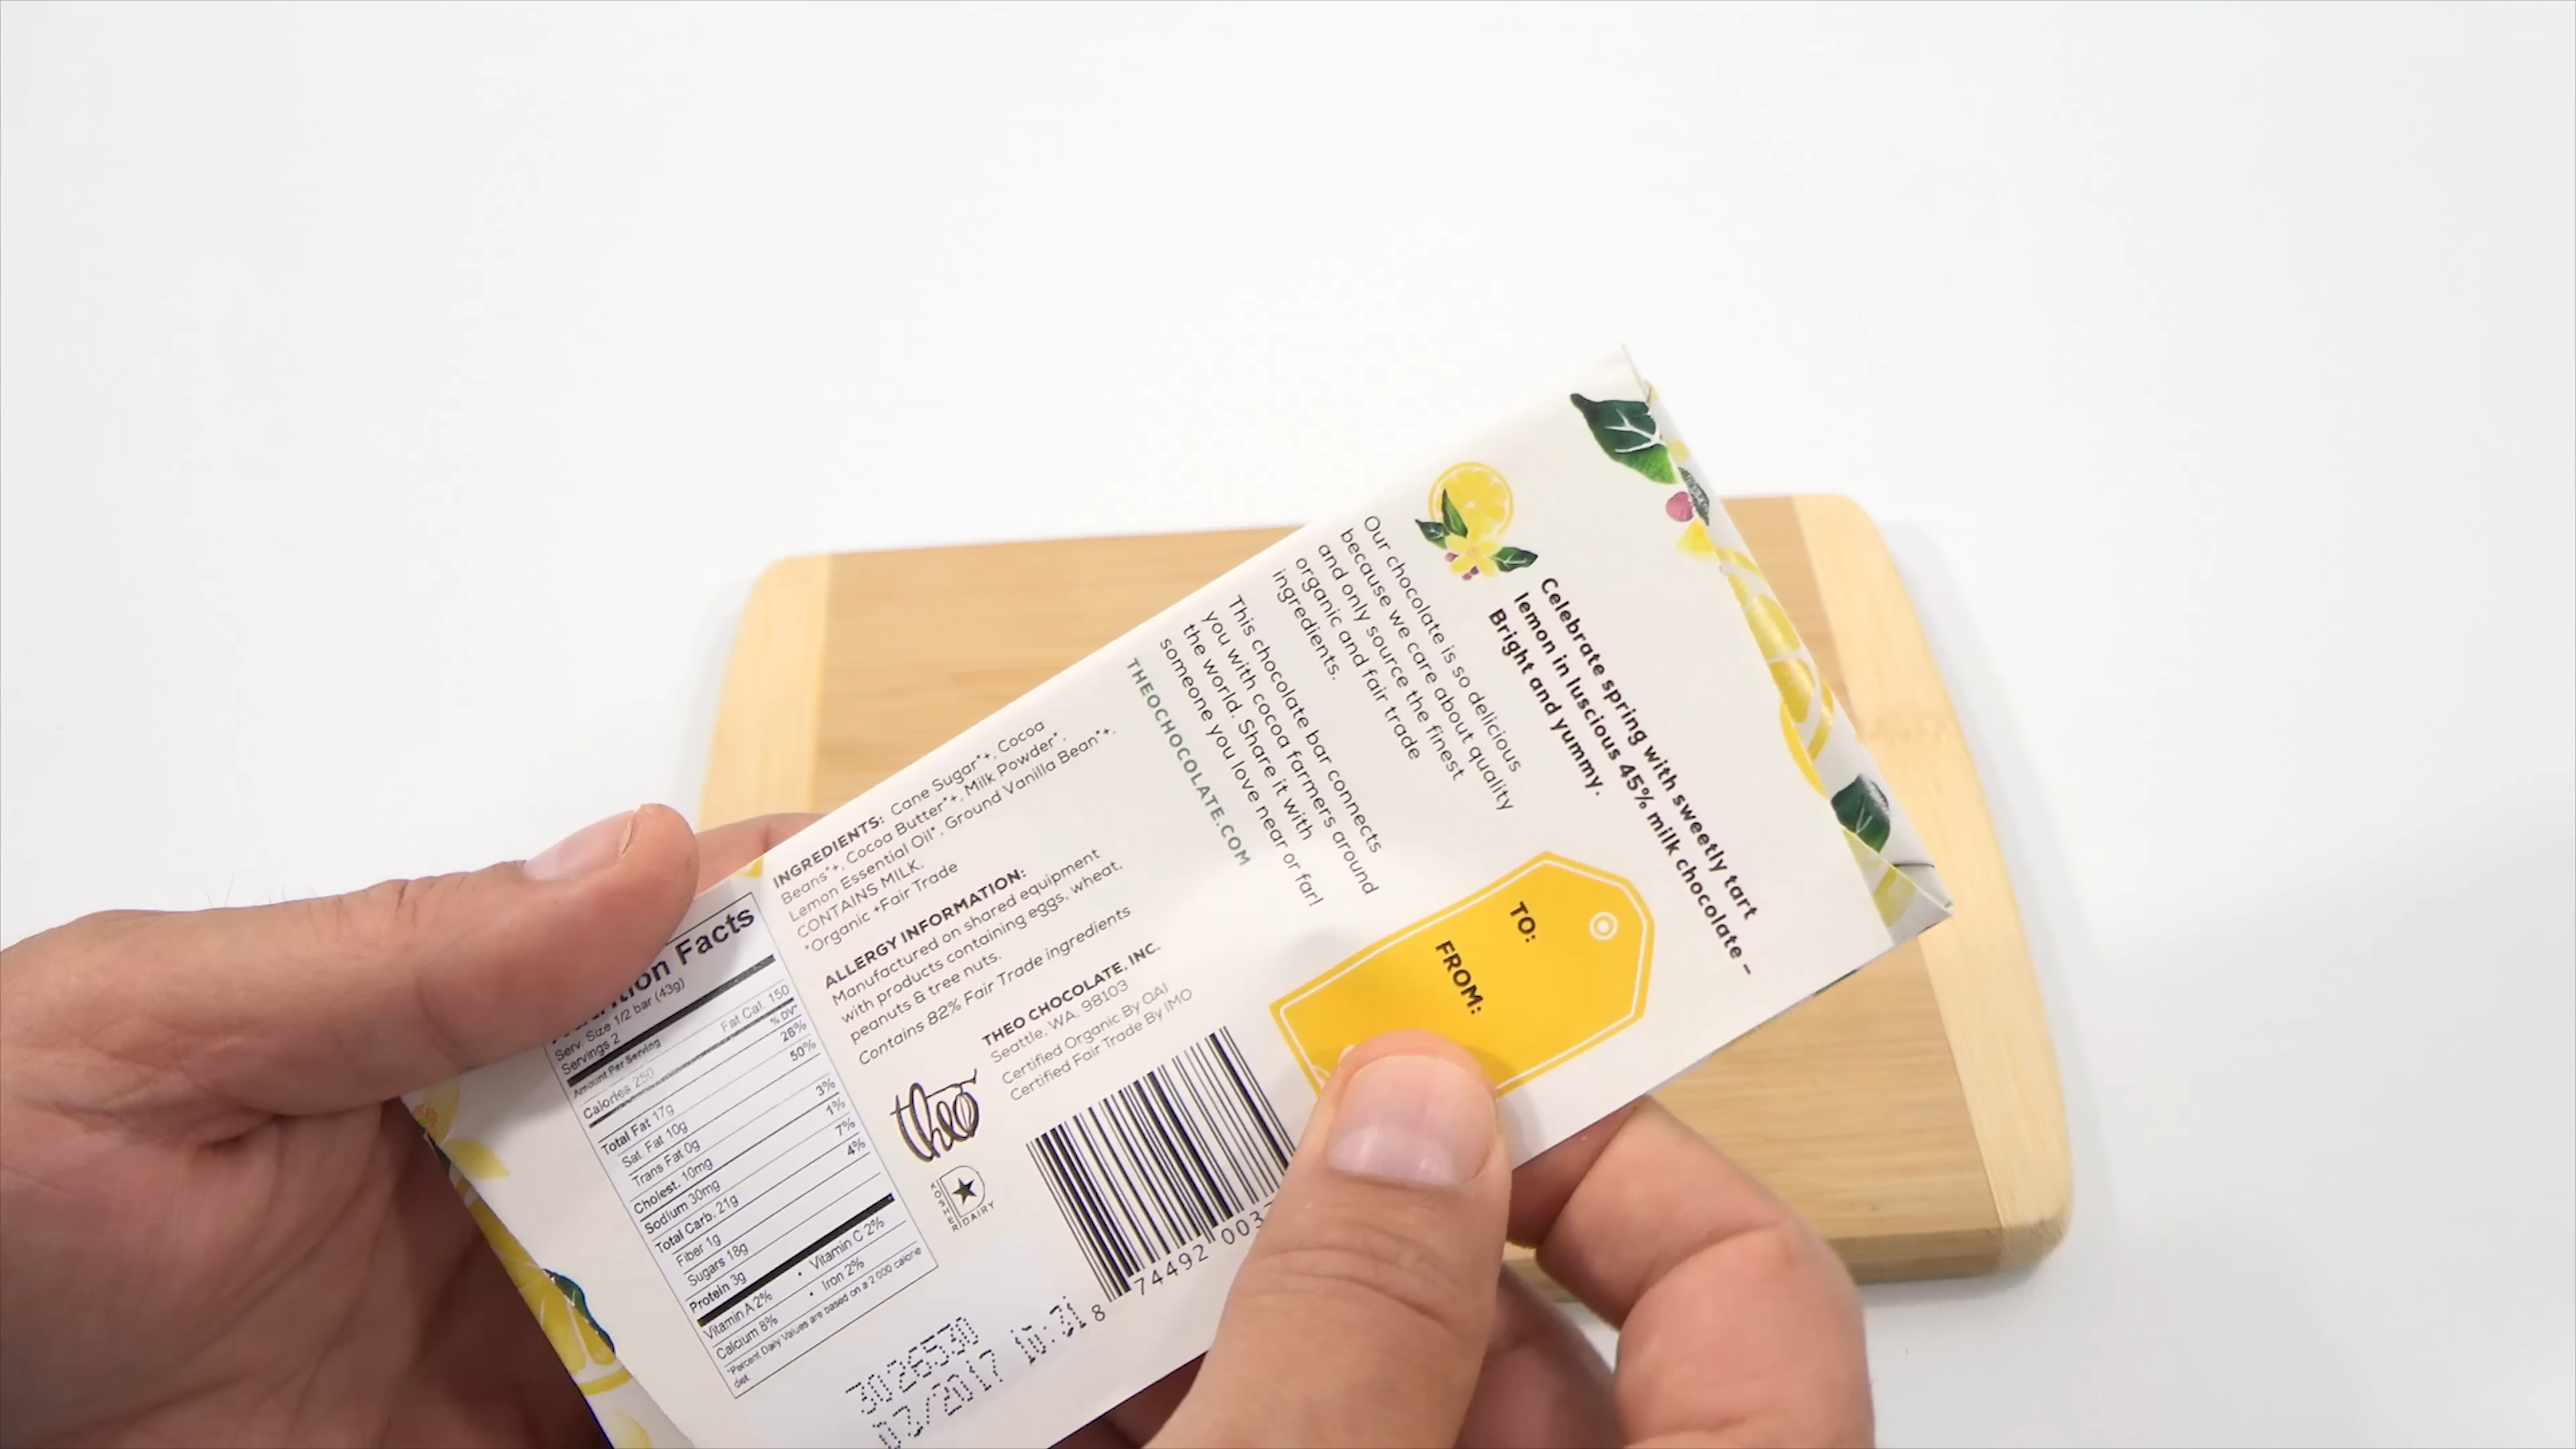 Celebrate spring with sweetly tart
lemon in luscious 45% milk chocolate –
Bright and yummy.
Our chocolate is so delicious
because we care about quality
and only source the finest
organic and fair trade
ingredients.
This chocolate bar connects
you with cocoa farmers around
the world. Share it with
someone you love near or far!
THEOCHOCOLATE.COM
TO:
FROM:
INGREDIENTS: Cane Sugar*+, Cocoa
Beans*+, Cocoa Butter*+, Milk Powder*,
Lemon Essential Oil*, Ground Vanilla Bean*+.
CONTAINS MILK.
*Organic +Fair Trade
ALLERGY INFORMATION:
Manufactured on shared equipment
with products containing eggs, wheat,
peanuts & tree nuts.
Contains 82% Fair Trade ingredients
THEO CHOCOLATE, INC.
Seattle, WA, 98103
Certified Organic By QAI
Certified Fair Trade By IMO
theo
KOSHER D DAIRY
8 74492 003
Facts
Serv. Size 1/2 bar (43g)
Servings 2
Amount Per Serving
Calories 250 Fat Cal. 150
% DV*
Total Fat 17g 26%
Sat. Fat 10g 50%
Trans Fat 0g
Cholest. 10mg 3%
Sodium 30mg 1%
Total Carb. 21g 7%
Fiber 1g 4%
Sugars 18g
Protein 3g
Vitamin A 2% • Vitamin C 2%
Calcium 8% • Iron 2%
*Percent Daily Values are based on a 2,000 calorie
diet.
3026530
/2017 10:31